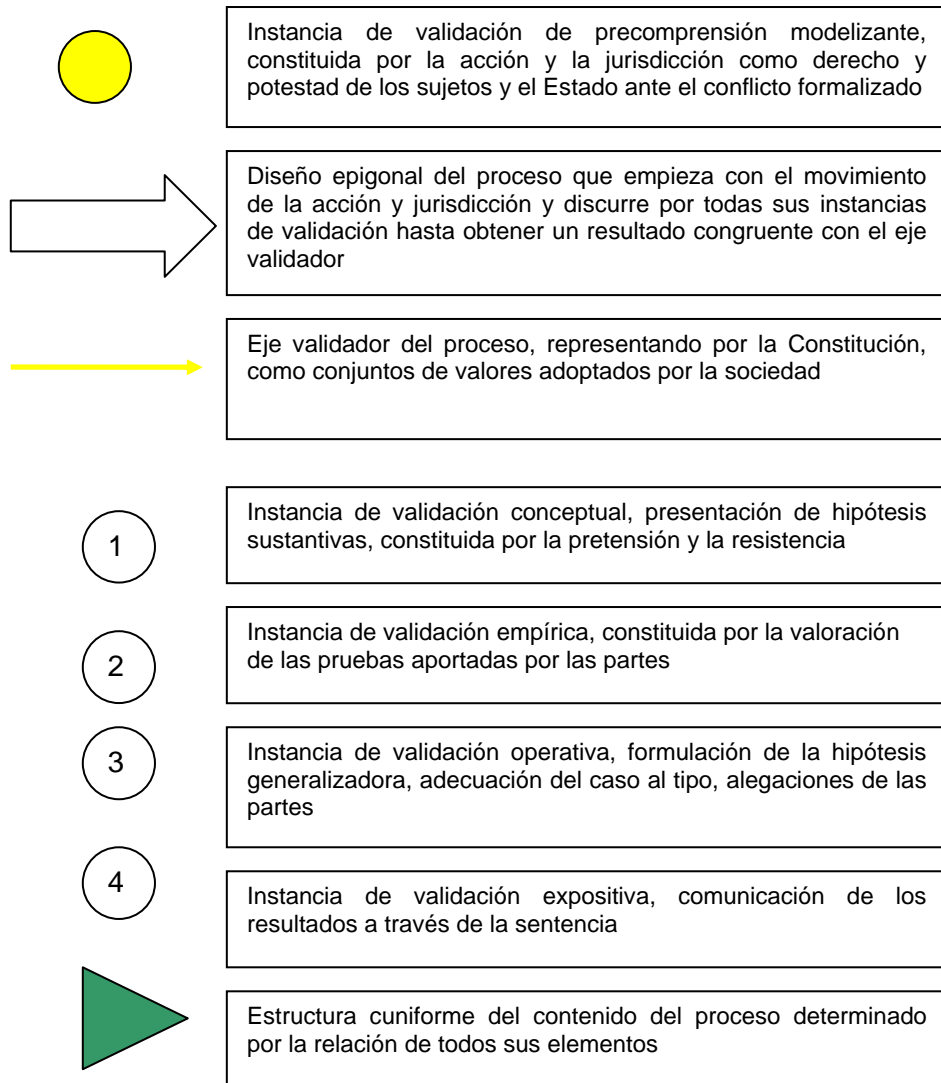 Instancia de validación de precomprensión modelizante,
constituida por la acción y la jurisdicción como derecho y
potestad de los sujetos y el Estado ante el conflicto formalizado
Diseño epigonal del proceso que empieza con el movimiento
de la acción y jurisdicción y discurre por todas sus instancias
de validación hasta obtener un resultado congruente con el eje
validador
Eje validador del proceso, representando por la Constitución,
como conjuntos de valores adoptados por la sociedad
1
Instancia de validación conceptual, presentación de hipótesis
sustantivas, constituida por la pretensión y la resistencia
2
Instancia de validación empírica, constituida por la valoración
de las pruebas aportadas por las partes
3
Instancia de validación operativa, formulación de la hipótesis
generalizadora, adecuación del caso al tipo, alegaciones de las
partes
4
Instancia de validación expositiva, comunicación de los
resultados a través de la sentencia
Estructura cuniforme del contenido del proceso determinado
por la relación de todos sus elementos